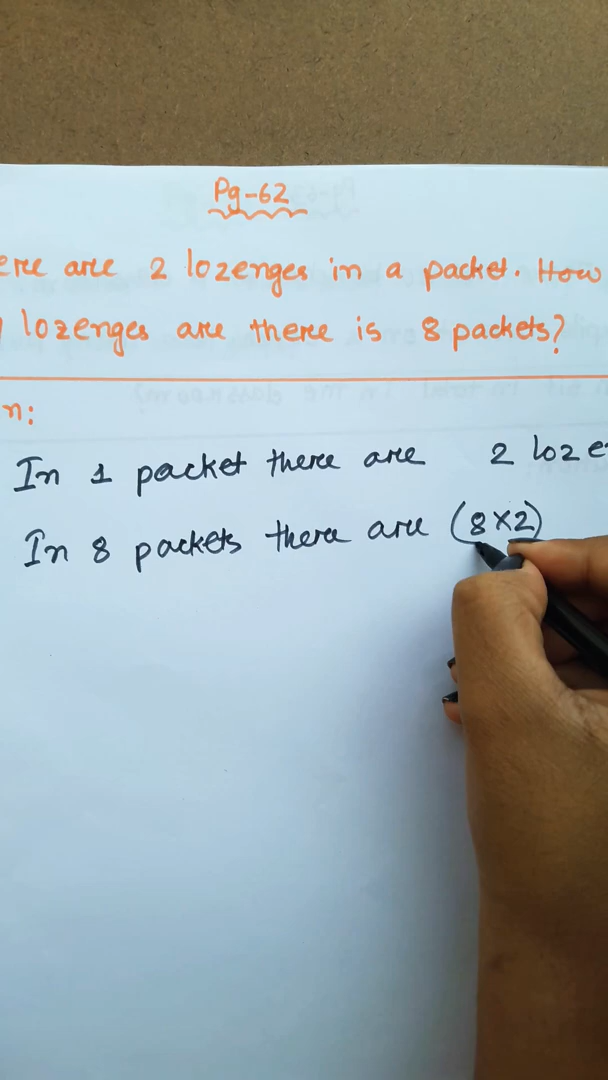 Pg-62
ere are 2 lozenges in a packet. How
lozenges are there is 8 packets?
n:
In 1 packet there are 2 loze
In 8 packets there are (8×2)